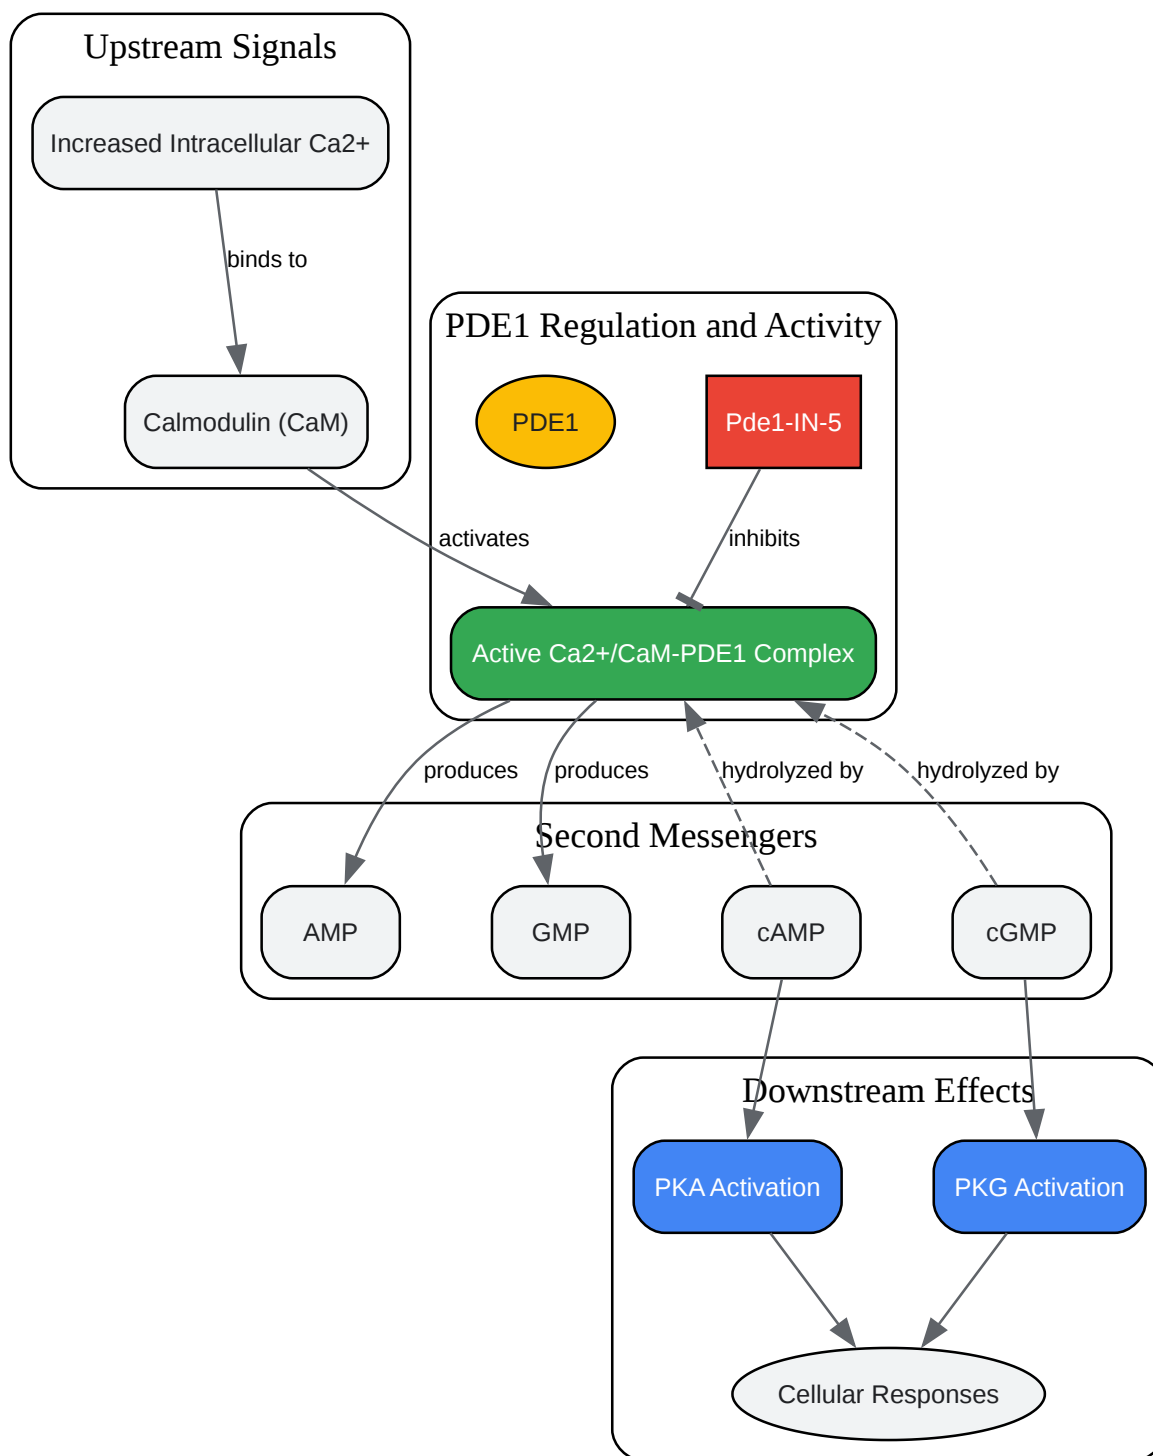 Upstream Signals
Increased Intracellular Ca2+
binds to
Calmodulin (CaM)
PDE1 Regulation and Activity
PDE1
Pde1-IN-5
activates
inhibits
Active Ca2+/CaM-PDE1 Complex
produces
produces
hydrolyzed by
hydrolyzed by
Second Messengers
AMP
GMP
cAMP
cGMP
Downstream Effects
PKA Activation
PKG Activation
Cellular Responses